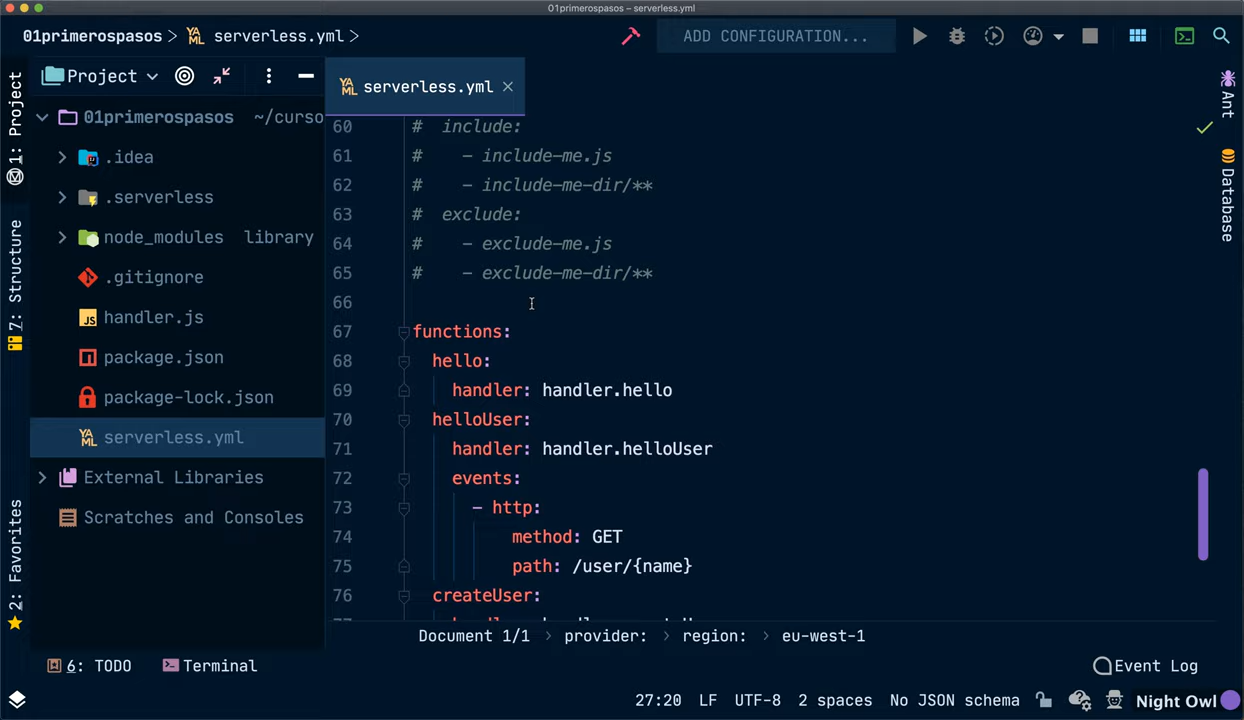 01primerospasos – serverless.yml
01primerospasos > serverless.yml >
ADD CONFIGURATION...
1: Project
7: Structure
2: Favorites
Project
01primerospasos ~/curso
.idea
.serverless
node_modules library
.gitignore
JS handler.js
package.json
package-lock.json
YAML serverless.yml
External Libraries
Scratches and Consoles
serverless.yml
60 # include:
61 # - include-me.js
62 # - include-me-dir/**
63 # exclude:
64 # - exclude-me.js
65 # - exclude-me-dir/**
66
67 functions:
68 hello:
69 handler: handler.hello
70 helloUser:
71 handler: handler.helloUser
72 events:
73 - http:
74 method: GET
75 path: /user/{name}
76 createUser:
Document 1/1 > provider: > region: > eu-west-1
Ant
Database
6: TODO
Terminal
Event Log
27:20 LF UTF-8 2 spaces No JSON schema
Night Owl